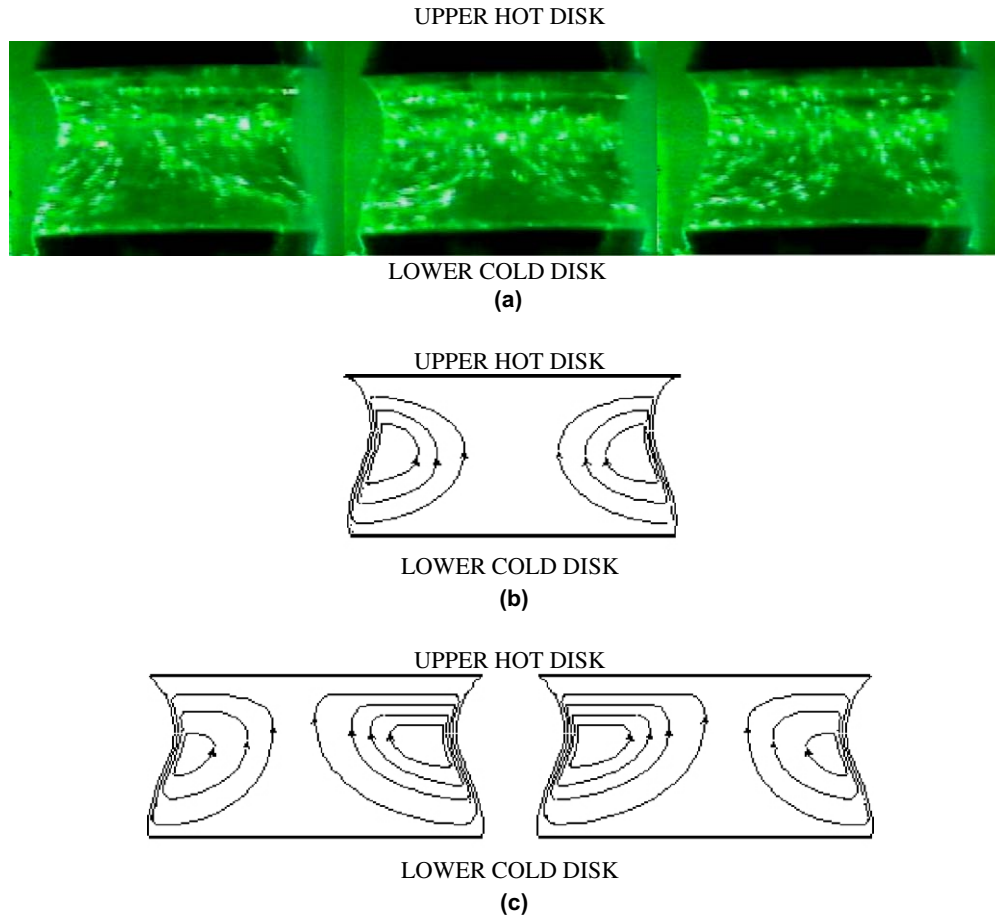 UPPER HOT DISK
LOWER COLD DISK
(a)
UPPER HOT DISK
LOWER COLD DISK
(b)
UPPER HOT DISK
LOWER COLD DISK
(c)